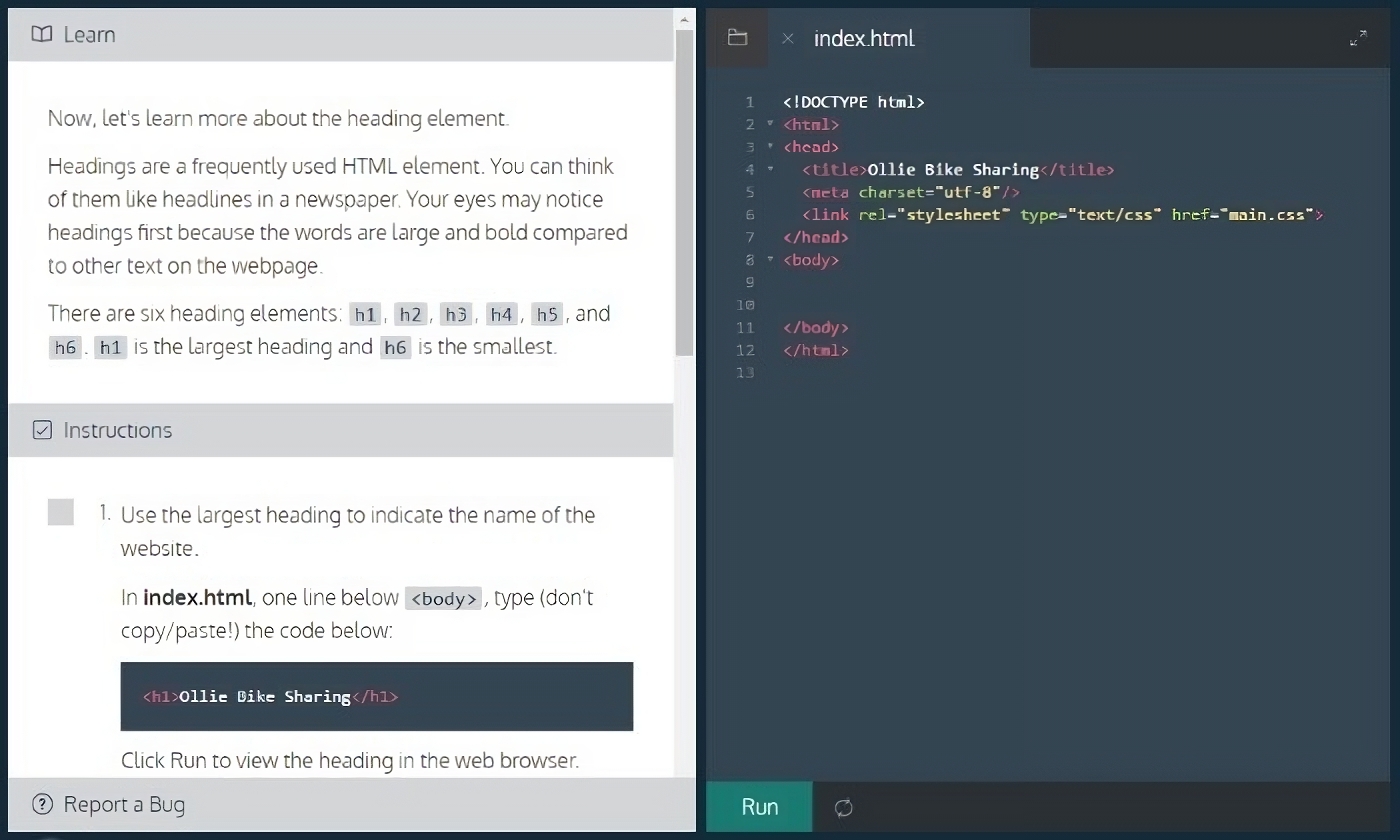 Learn
Now, let's learn more about the heading element.
Headings are a frequently used HTML element. You can think
of them like headlines in a newspaper. Your eyes may notice
headings first because the words are large and bold compared
to other text on the webpage.
There are six heading elements: h1, h2, h3, h4, h5, and
h6. h1 is the largest heading and h6 is the smallest.
Instructions
1. Use the largest heading to indicate the name of the
website.
In index.html, one line below <body>, type (don't
copy/paste!) the code below:
<h1>Ollie Bike Sharing</h1>
Click Run to view the heading in the web browser.
? Report a Bug
× index.html
1 <!DOCTYPE html>
2 <html>
3 <head>
4 <title>Ollie Bike Sharing</title>
5 <meta charset="utf-8"/>
6 <link rel="stylesheet" type="text/css" href="main.css">
7 </head>
8 <body>
9
10
11 </body>
12 </html>
13
Run